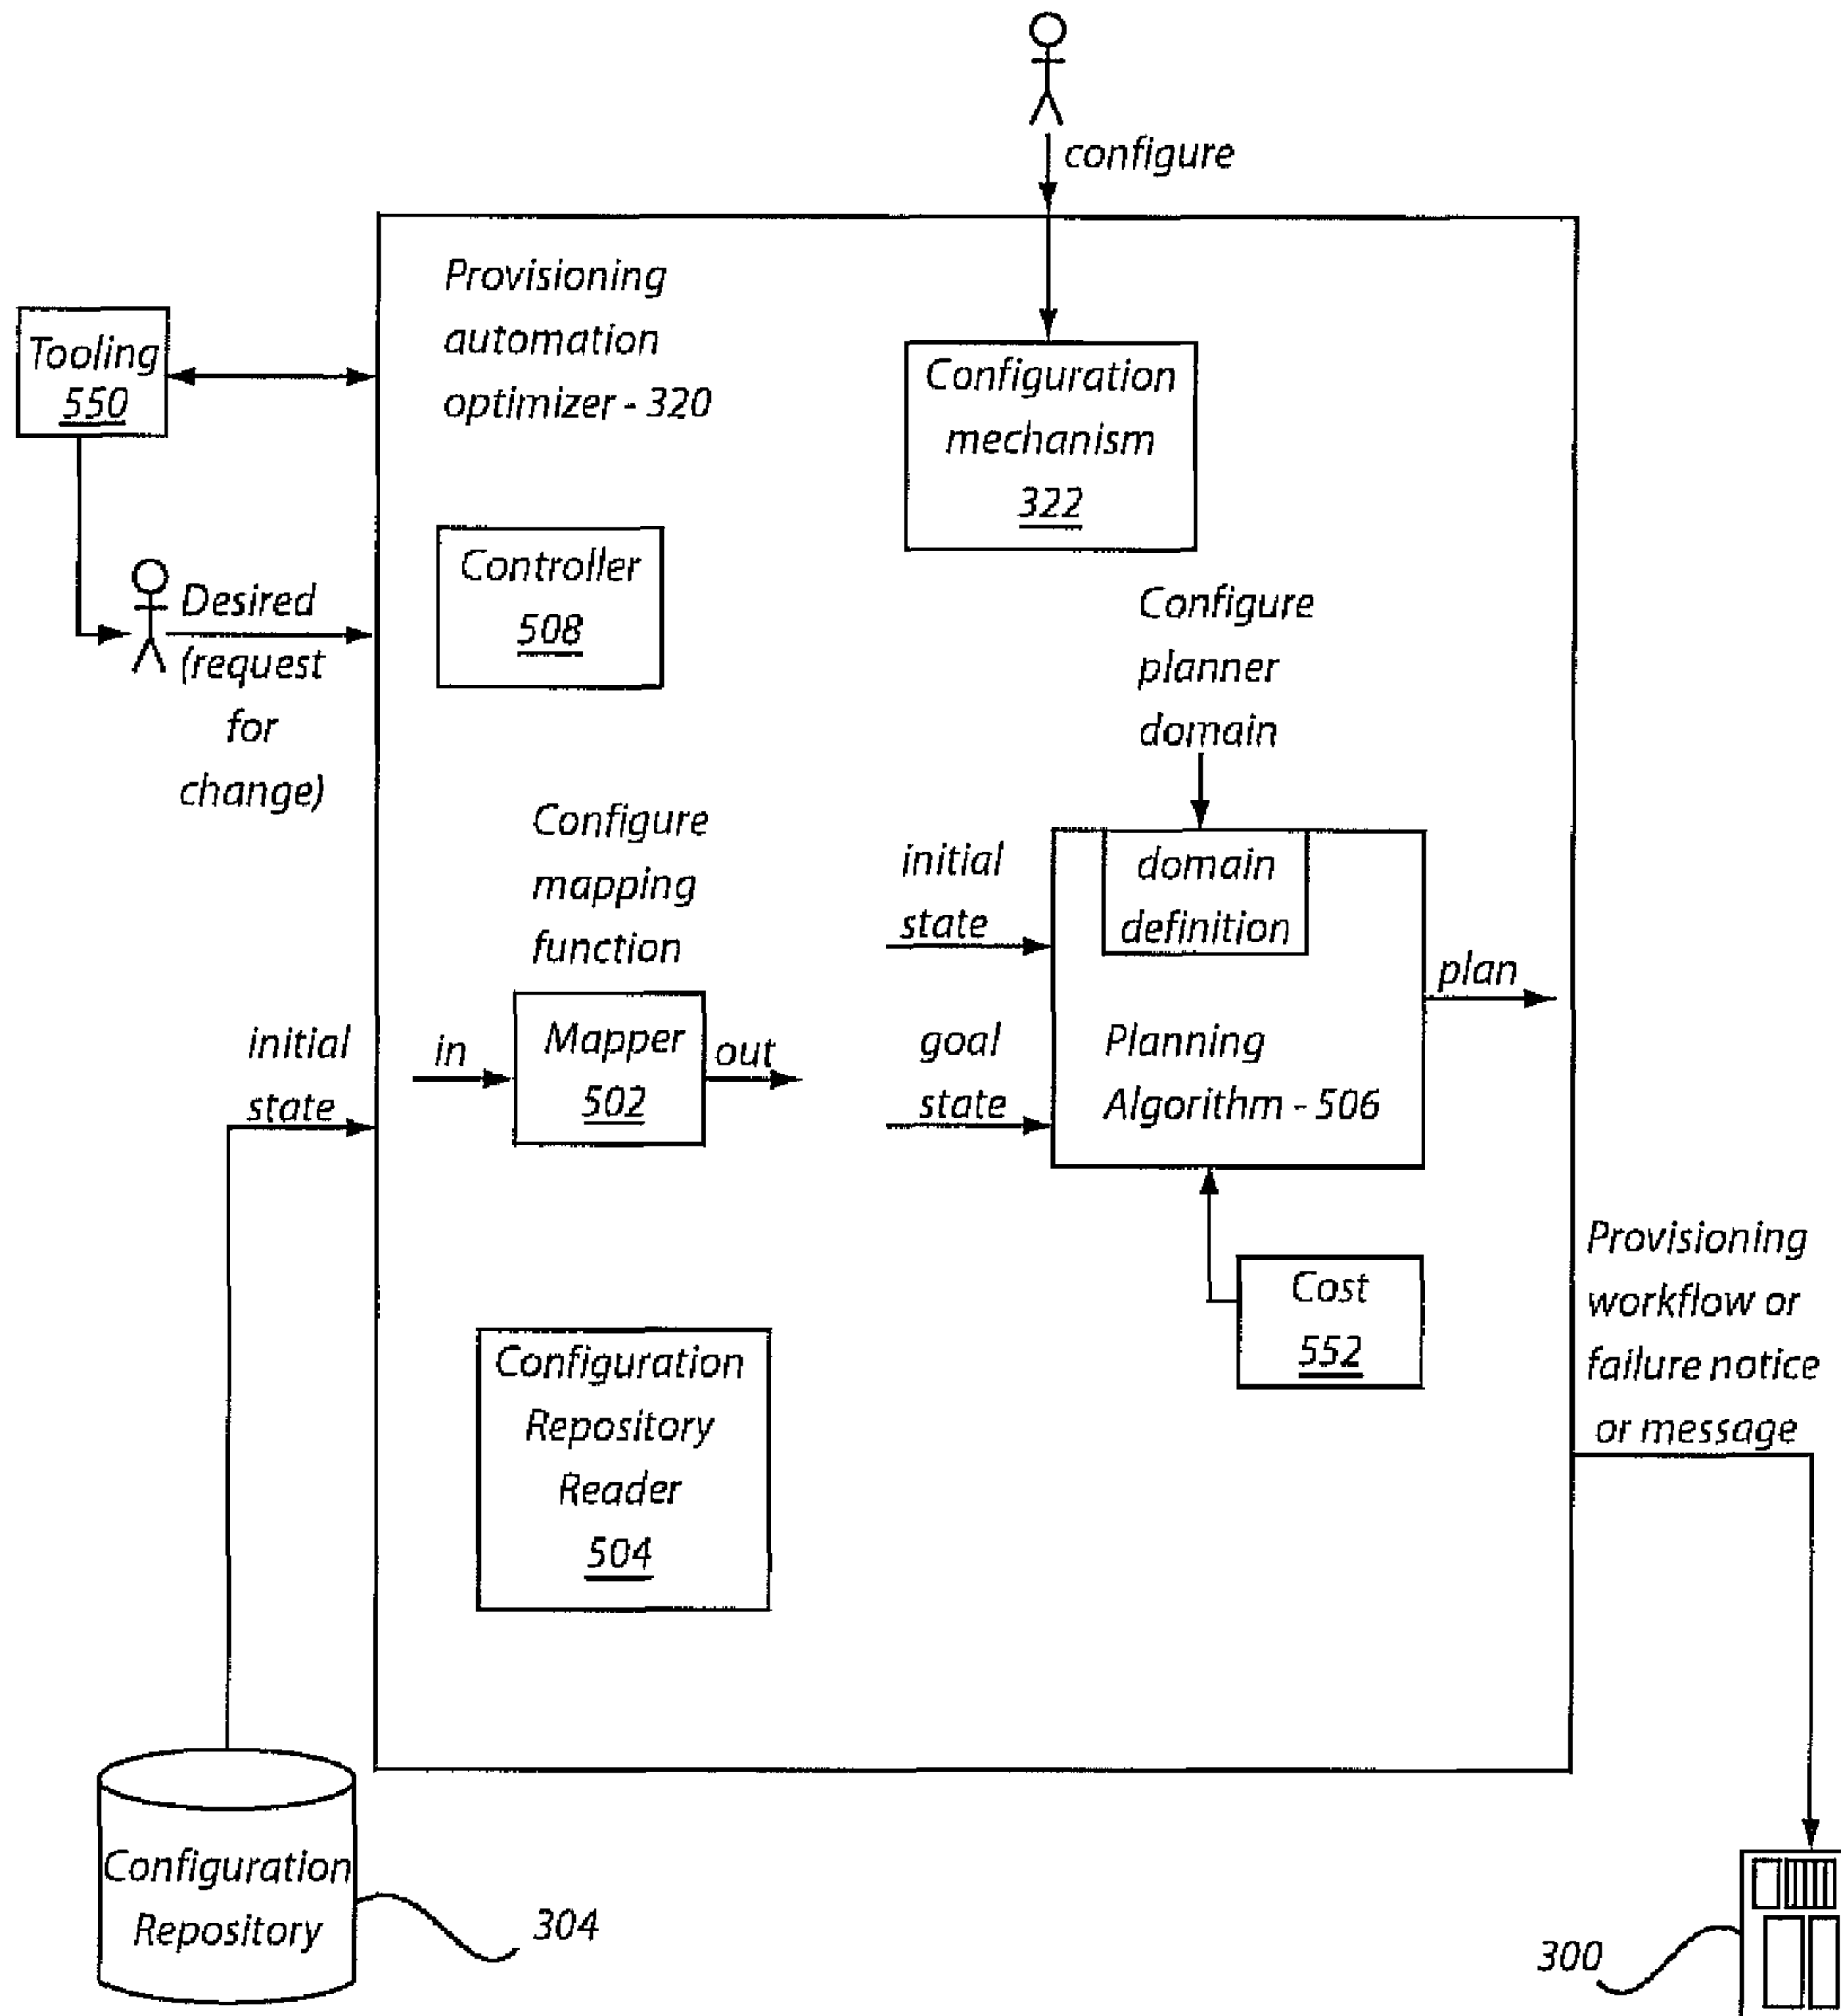 configure
Provisioning
automation
optimizer - 320
Tooling
550
Configuration
mechanism
322
Controller
508
Desired
(request
for
change)
Configure
planner
domain
Configure
mapping
function
initial
state
domain
definition
plan
initial
state
in
Mapper
502
out
goal
state
Planning
Algorithm - 506
Cost
552
Provisioning
workflow or
failure notice
or message
Configuration
Repository
Reader
504
Configuration
Repository
304
300